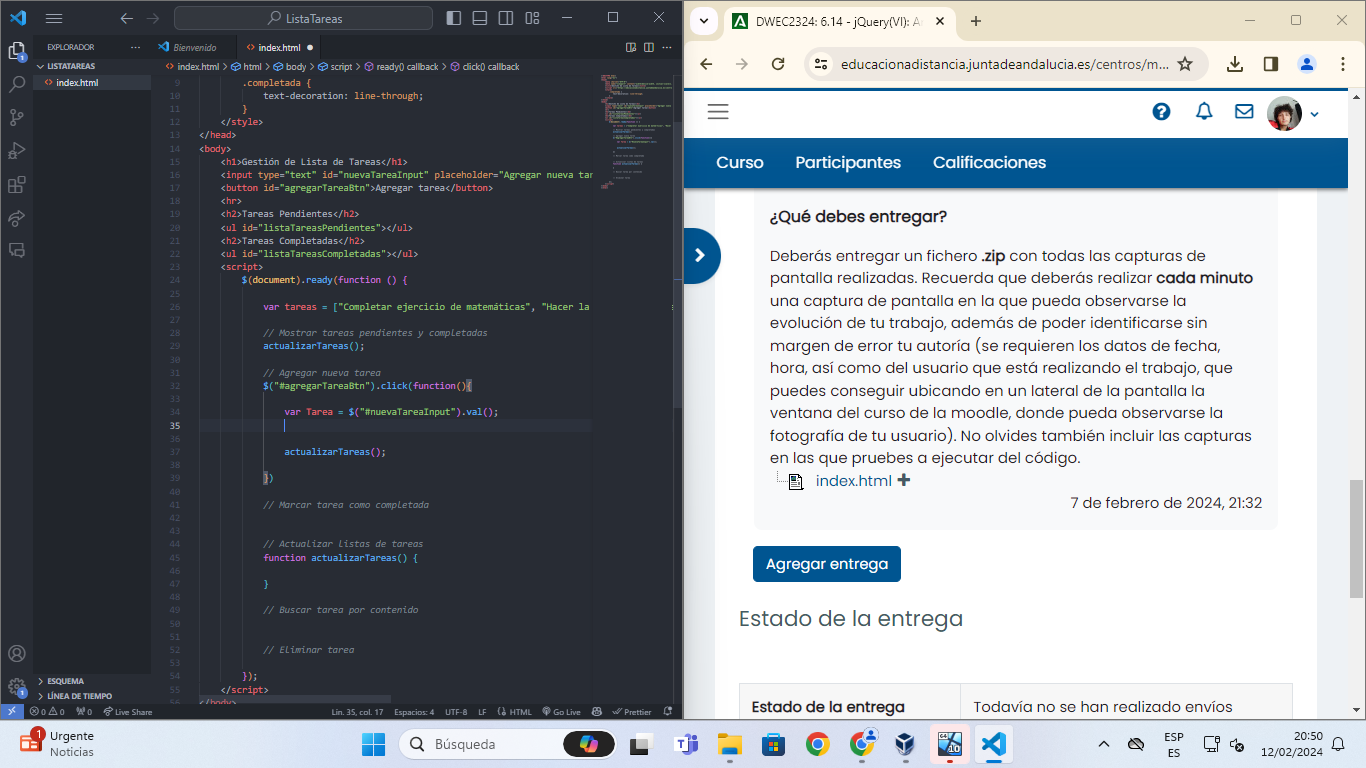 ListaTareas
EXPLORADOR
LISTATAREAS
index.html
Bienvenido
index.html
index.html > html > body > script > ready() callback > click() callback
9 .completada {
10 text-decoration: line-through;
11 }
12 </style>
13 </head>
14 <body>
15 <h1>Gestión de Lista de Tareas</h1>
16 <input type="text" id="nuevaTareaInput" placeholder="Agregar nueva tar
17 <button id="agregarTareaBtn">Agregar tarea</button>
18 <hr>
19 <h2>Tareas Pendientes</h2>
20 <ul id="listaTareasPendientes"></ul>
21 <h2>Tareas Completadas</h2>
22 <ul id="listaTareasCompletadas"></ul>
23 <script>
24 $(document).ready(function () {
25
26 var tareas = ["Completar ejercicio de matemáticas", "Hacer la
27
28 // Mostrar tareas pendientes y completadas
29 actualizarTareas();
30
31 // Agregar nueva tarea
32 $("#agregarTareaBtn").click(function(){
33
34 var Tarea = $("#nuevaTareaInput").val();
35
36
37 actualizarTareas();
38
39 })
40
41 // Marcar tarea como completada
42
43
44 // Actualizar listas de tareas
45 function actualizarTareas() {
46
47 }
48
49 // Buscar tarea por contenido
50
51
52 // Eliminar tarea
53
54 });
55 </script>
56 </body>
ESQUEMA
LÍNEA DE TIEMPO
0 0 0 Live Share Lín. 35, col. 17 Espacios: 4 UTF-8 LF HTML Go Live Prettier
DWEC2324: 6.14 - jQuery(VI): A
educacionadistancia.juntadeandalucia.es/centros/m...
Curso Participantes Calificaciones
¿Qué debes entregar?
Deberás entregar un fichero .zip con todas las capturas de
pantalla realizadas. Recuerda que deberás realizar cada minuto
una captura de pantalla en la que pueda observarse la
evolución de tu trabajo, además de poder identificarse sin
margen de error tu autoría (se requieren los datos de fecha,
hora, así como del usuario que está realizando el trabajo, que
puedes conseguir ubicando en un lateral de la pantalla la
ventana del curso de la moodle, donde pueda observarse la
fotografía de tu usuario). No olvides también incluir las capturas
en las que pruebes a ejecutar del código.
index.html
7 de febrero de 2024, 21:32
Agregar entrega
Estado de la entrega
Estado de la entrega Todavía no se han realizado envíos
1 Urgente
Noticias
Búsqueda
ESP
ES
20:50
12/02/2024